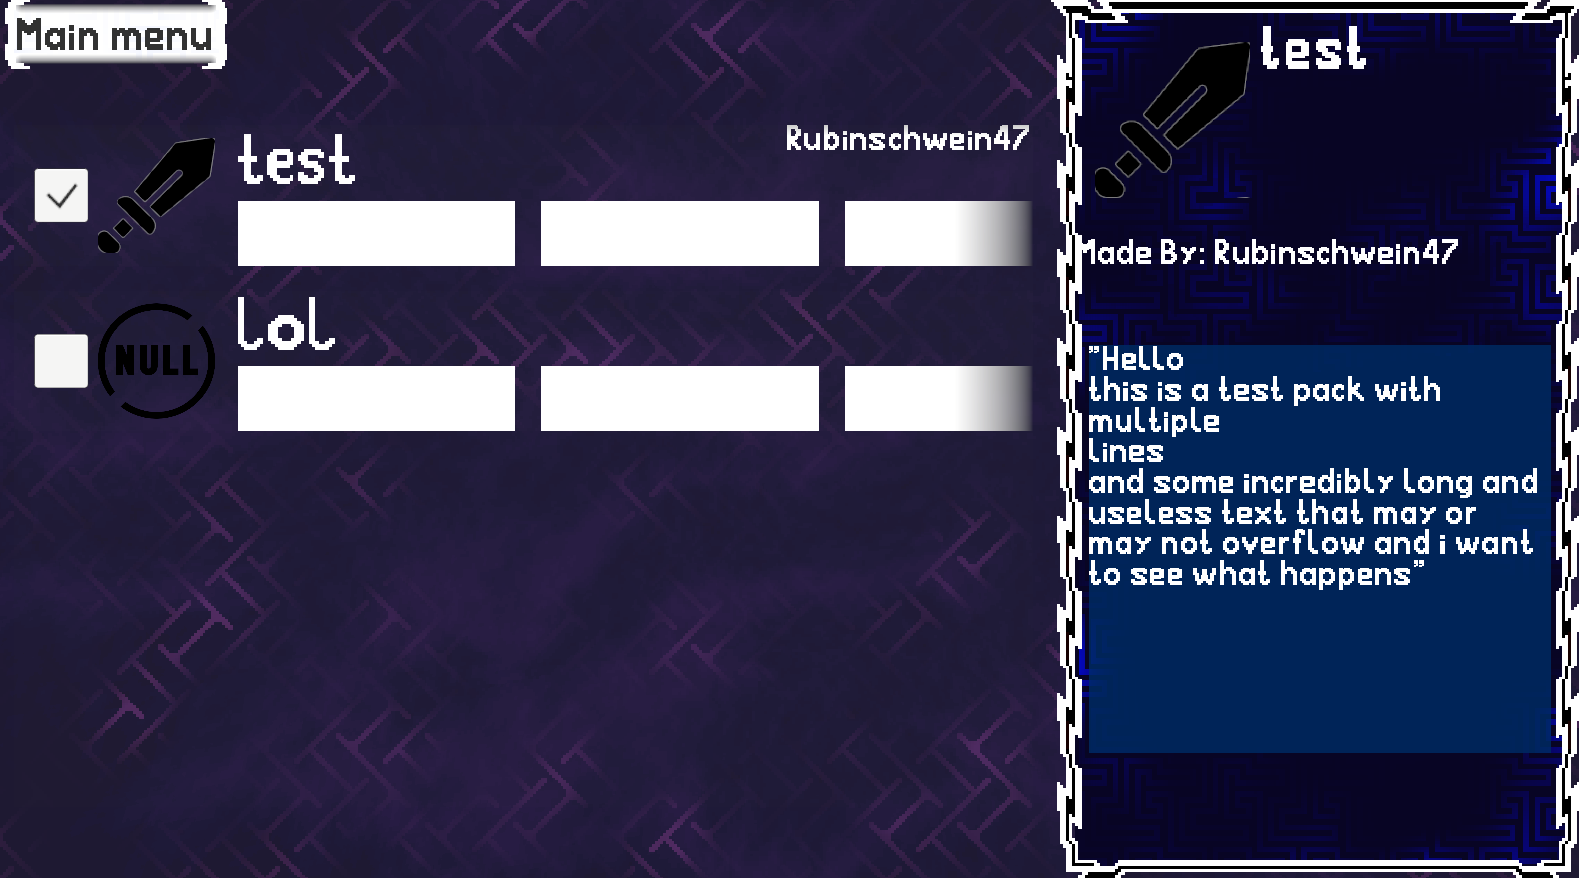 Main menu
test
Rubinschwein47
lol
NULL
test
Made By: Rubinschwein47
"Hello
this is a test pack with
multiple
lines
and some incredibly long and
useless text that may or
may not overflow and i want
to see what happens"